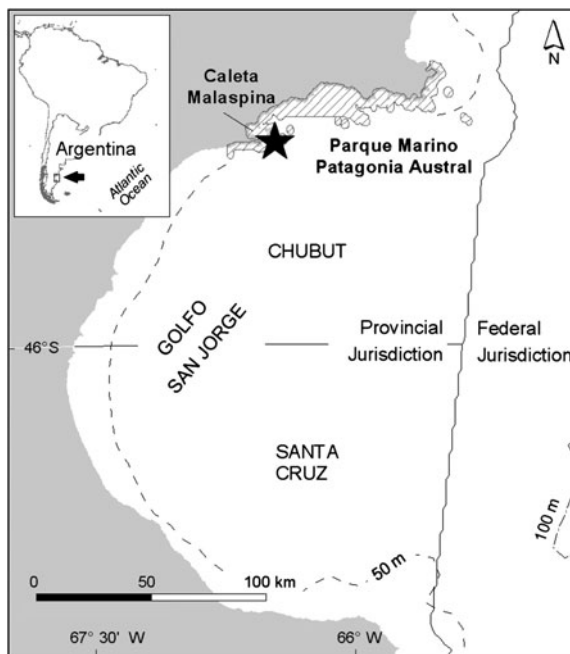 Argentina
Atlantic
Ocean
Caleta
Malaspina
N
Parque Marino
Patagonia Austral
CHUBUT
GOLFO
SAN JORGE
46°S
Provincial
Jurisdiction
Federal
Jurisdiction
SANTA
CRUZ
100 m
50 m
0 50 100 km
67° 30' W
66° W